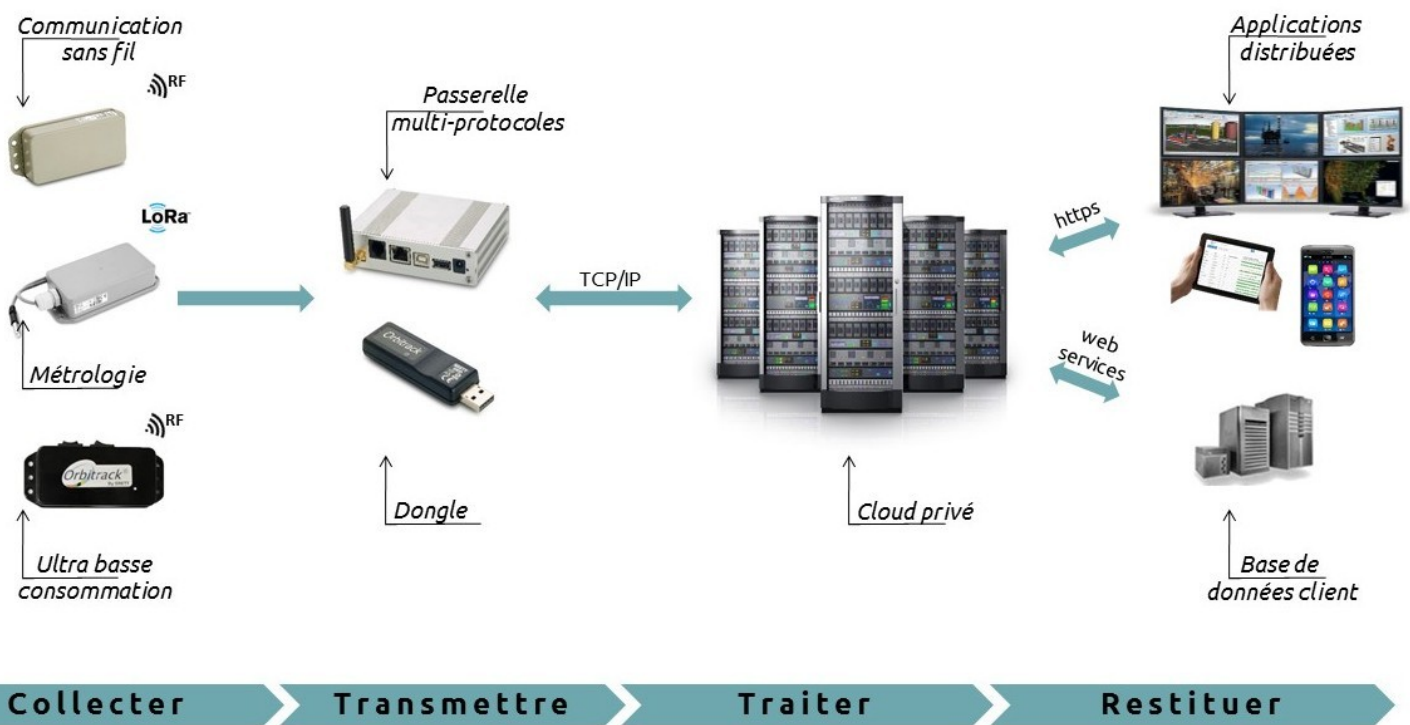 Communication
sans fil
RF
LoRa
Métrologie
RF
Orbitrack
Ultra basse
consommation
Passerelle
multi-protocoles
Orbitrack
Dongle
TCP/IP
Cloud privé
https
web
services
Applications
distribuées
Base de
données client
Collecter
Transmettre
Traiter
Restituer